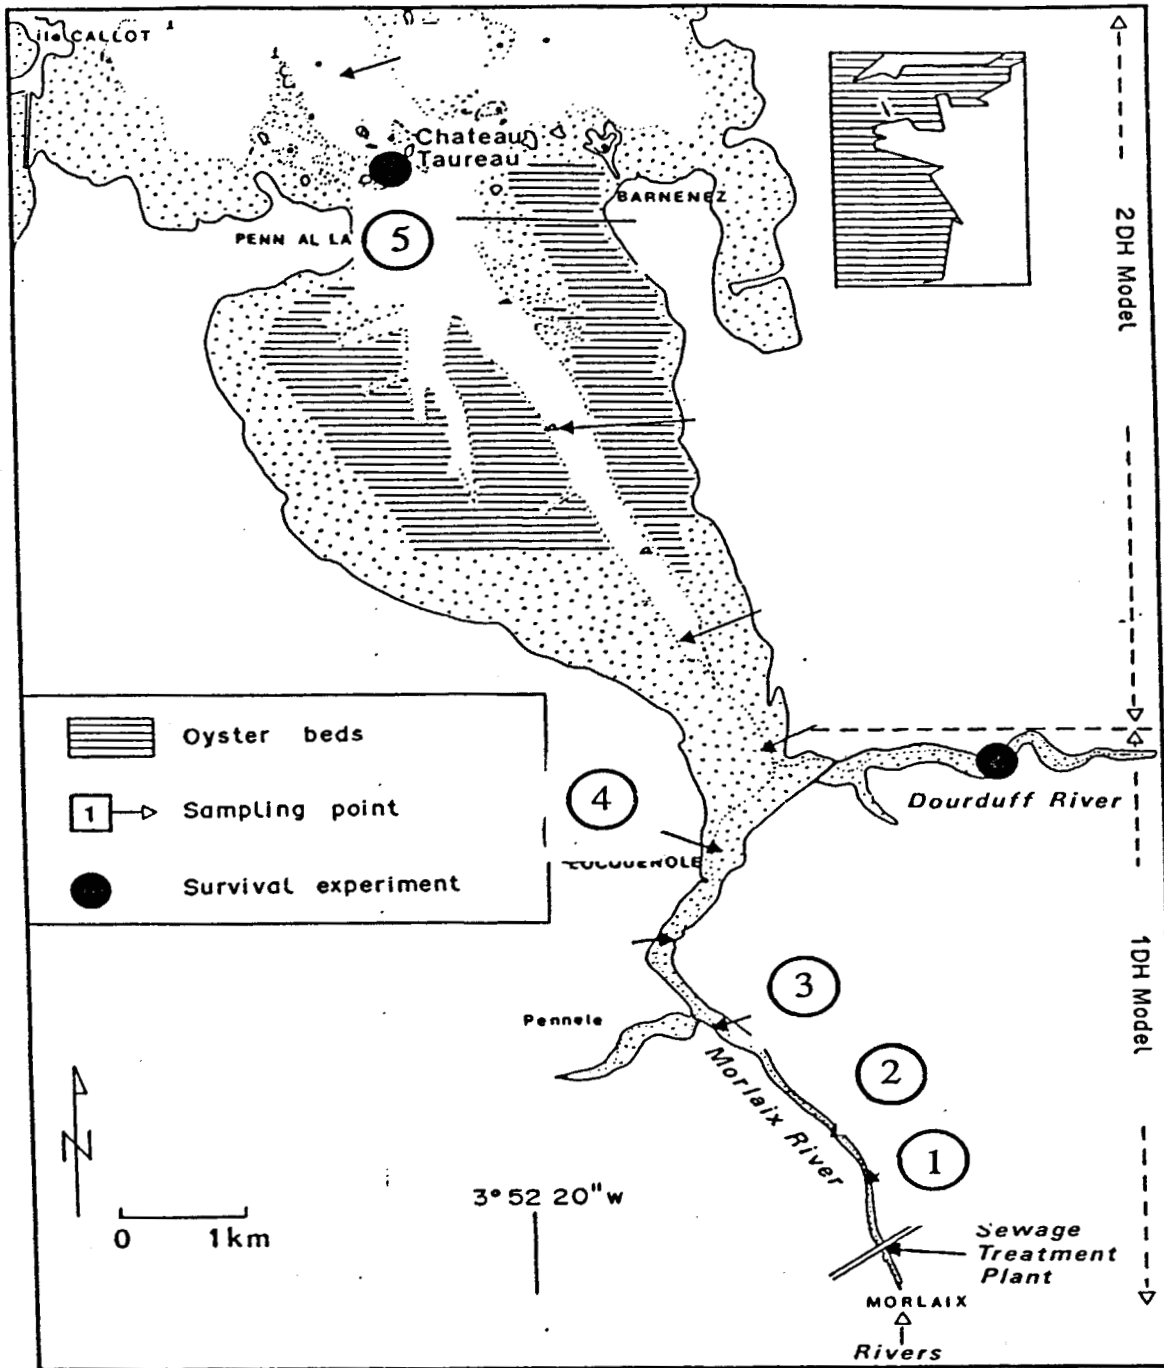 ile CALLOT
Chateau
Taureau
BARNENEZ
PENN AL LA
5
2DH Model
Oyster beds
1 Sampling point
Survival experiment
4
Dourduff River
3
Pennele
Morlaix River
2
1
1DH Model
N
3° 52 20" W
0 1km
Sewage
Treatment
Plant
MORLAIX
Rivers